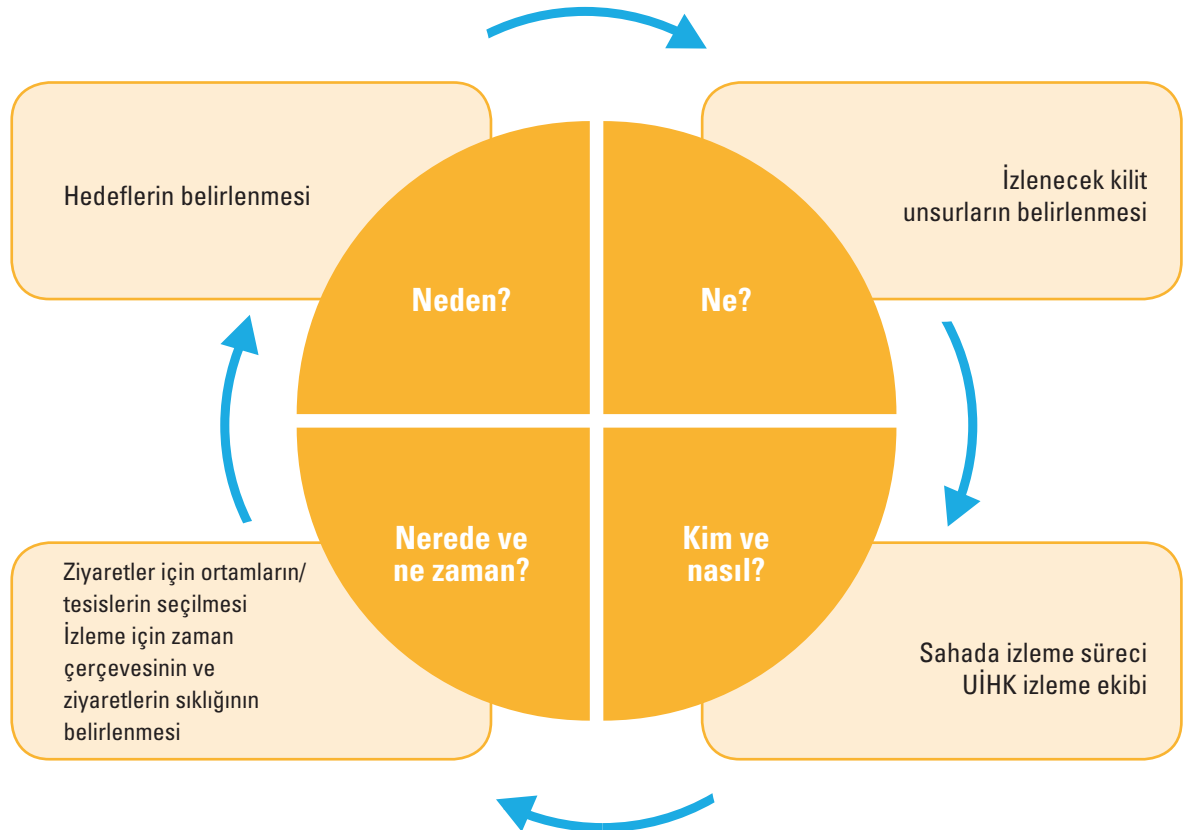 Hedeflerin belirlenmesi
Neden?
İzlenecek kilit
unsurların belirlenmesi
Ne?
Kim ve
nasıl?
Sahada izleme süreci
UİHK izleme ekibi
Nerede ve
ne zaman?
Ziyaretler için ortamların/
tesislerin seçilmesi
İzleme için zaman
çerçevesinin ve
ziyaretlerin sıklığının
belirlenmesi